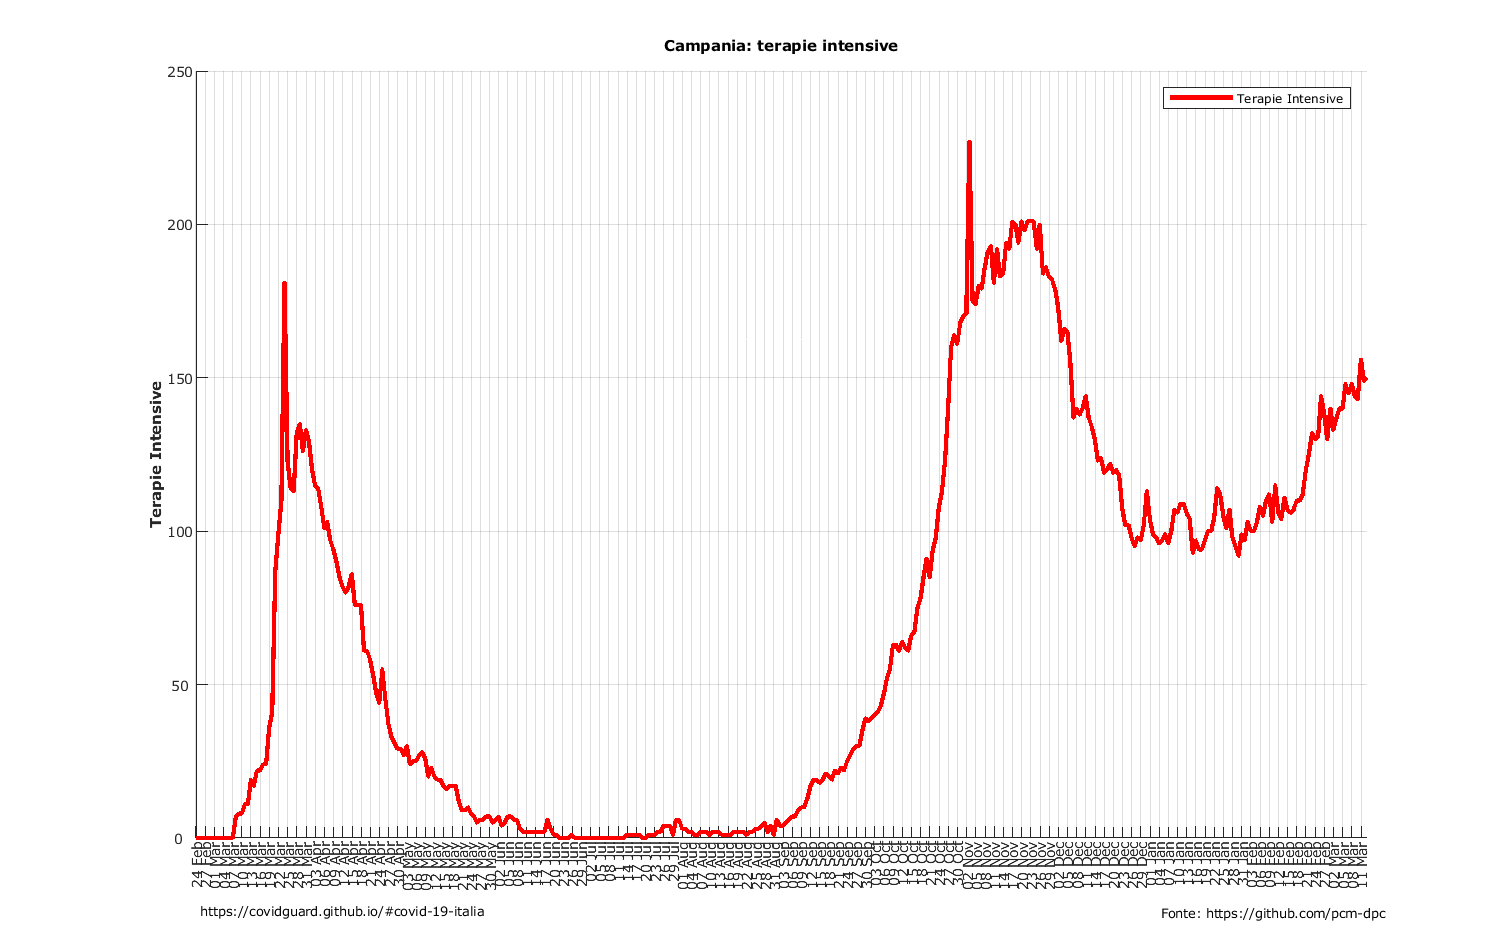 Campania: terapie intensive
Terapie Intensive
Terapie Intensive
250
200
150
100
50
0
24 Feb
27 Feb
01 Mar
04 Mar
07 Mar
10 Mar
13 Mar
16 Mar
19 Mar
22 Mar
25 Mar
28 Mar
31 Mar
03 Apr
06 Apr
09 Apr
12 Apr
15 Apr
18 Apr
21 Apr
24 Apr
27 Apr
30 Apr
03 May
06 May
09 May
12 May
15 May
18 May
21 May
24 May
27 May
30 May
02 Jun
05 Jun
08 Jun
11 Jun
14 Jun
17 Jun
20 Jun
23 Jun
26 Jun
29 Jun
02 Jul
05 Jul
08 Jul
11 Jul
14 Jul
17 Jul
20 Jul
23 Jul
26 Jul
29 Jul
01 Aug
04 Aug
07 Aug
10 Aug
13 Aug
16 Aug
19 Aug
22 Aug
25 Aug
28 Aug
31 Aug
03 Sep
06 Sep
09 Sep
12 Sep
15 Sep
18 Sep
21 Sep
24 Sep
27 Sep
30 Sep
03 Oct
06 Oct
09 Oct
12 Oct
15 Oct
18 Oct
21 Oct
24 Oct
27 Oct
30 Oct
02 Nov
05 Nov
08 Nov
11 Nov
14 Nov
17 Nov
20 Nov
23 Nov
26 Nov
29 Nov
02 Dec
05 Dec
08 Dec
11 Dec
14 Dec
17 Dec
20 Dec
23 Dec
26 Dec
29 Dec
01 Jan
04 Jan
07 Jan
10 Jan
13 Jan
16 Jan
19 Jan
22 Jan
25 Jan
28 Jan
31 Jan
03 Feb
06 Feb
09 Feb
12 Feb
15 Feb
18 Feb
21 Feb
24 Feb
27 Feb
02 Mar
05 Mar
08 Mar
11 Mar
https://covidguard.github.io/#covid-19-italia
Fonte: https://github.com/pcm-dpc